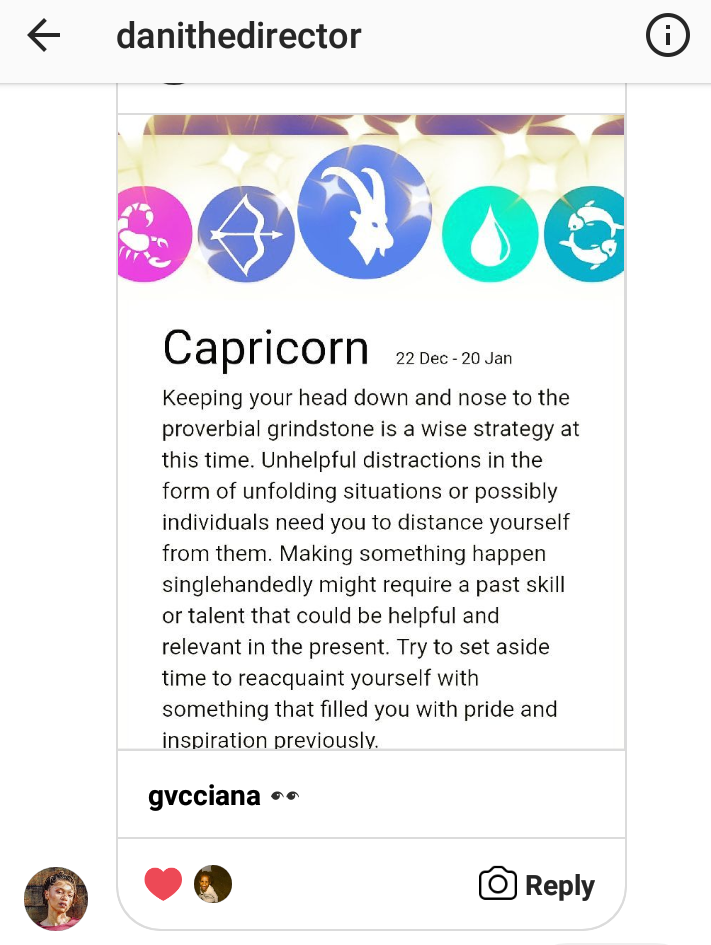 danithedirector
Capricorn 22 Dec - 20 Jan
Keeping your head down and nose to the
proverbial grindstone is a wise strategy at
this time. Unhelpful distractions in the
form of unfolding situations or possibly
individuals need you to distance yourself
from them. Making something happen
singlehandedly might require a past skill
or talent that could be helpful and
relevant in the present. Try to set aside
time to reacquaint yourself with
something that filled you with pride and
inspiration previously.
gvcciana 👀
Reply